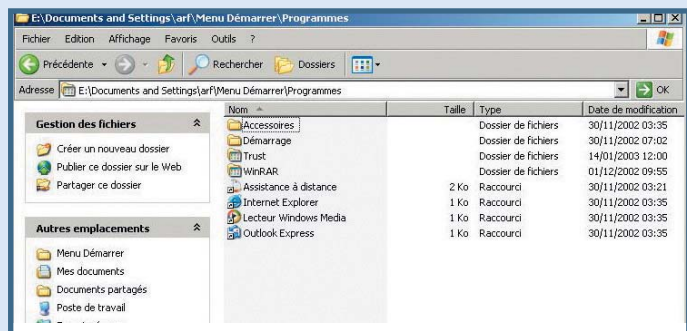 E:\Documents and Settings\arf\Menu Démarrer\Programmes
Fichier Edition Affichage Favoris Outils ?
Précédente Rechercher Dossiers
Adresse E:\Documents and Settings\arf\Menu Démarrer\Programmes OK
Gestion des fichiers
Créer un nouveau dossier
Publier ce dossier sur le Web
Partager ce dossier
Autres emplacements
Menu Démarrer
Mes documents
Documents partagés
Poste de travail
Nom Taille Type Date de modification
Accessoires Dossier de fichiers 30/11/2002 03:35
Démarrage Dossier de fichiers 30/11/2002 07:02
Trust Dossier de fichiers 14/01/2003 12:00
WinRAR Dossier de fichiers 01/12/2002 09:55
Assistance à distance 2 Ko Raccourci 30/11/2002 03:21
Internet Explorer 1 Ko Raccourci 30/11/2002 03:35
Lecteur Windows Media 1 Ko Raccourci 30/11/2002 03:35
Outlook Express 1 Ko Raccourci 30/11/2002 03:35